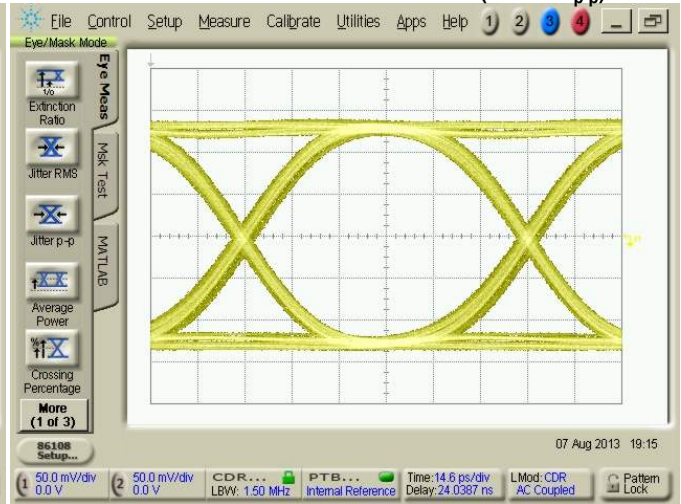 File Control Setup Measure Calibrate Utilities Apps Help 1 2 3 4
Eye/Mask Mode
Extinction
Ratio
Jitter RMS
Jitter p-p
Average
Power
Crossing
Percentage
More
(1 of 3)
Eye Meas
Msk Test
MATLAB
86108
Setup...
07 Aug 2013 19:15
1 50.0 mV/div
0.0 V
2 50.0 mV/div
0.0 V
CDR...
LBW: 1.50 MHz
PTB...
Internal Reference
Time:14.6 ps/div
Delay:24.0387 ns
LMod:CDR
AC Coupled
Pattern
Lock